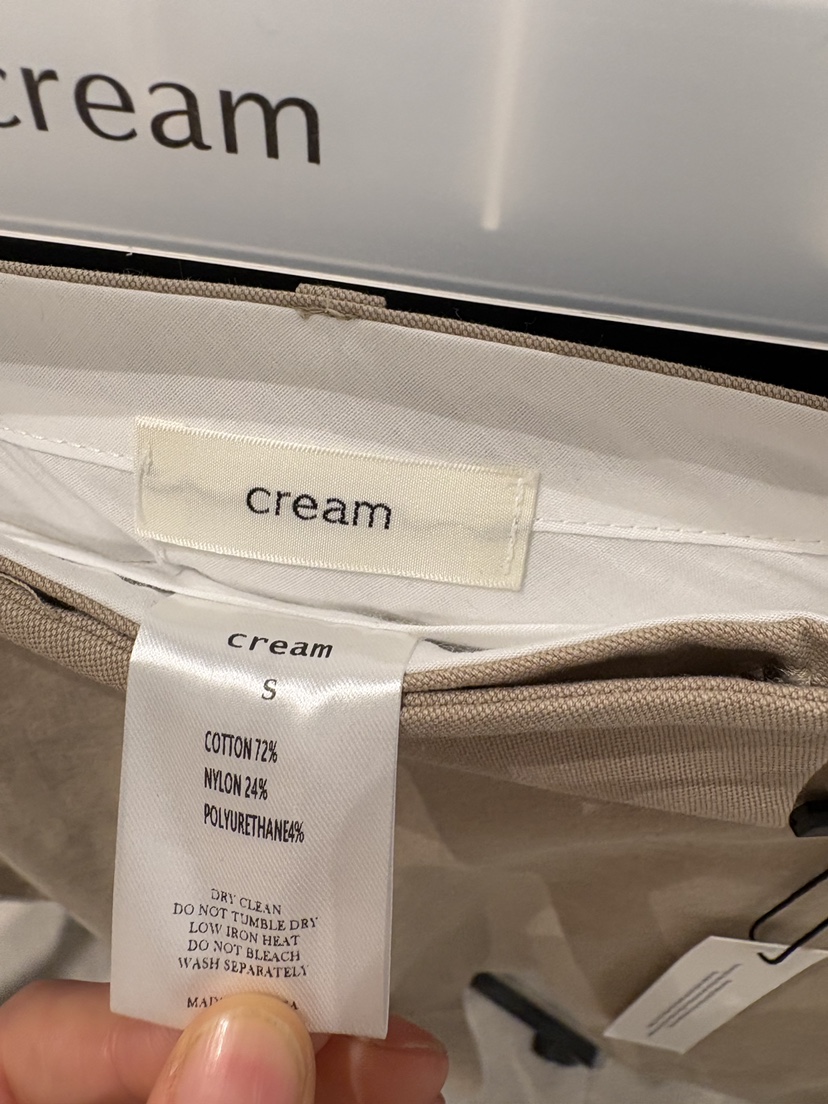 cream
cream
cream
S
COTTON 72%
NYLON 24%
POLYURETHANE4%
DRY CLEAN
DO NOT TUMBLE DRY
LOW IRON HEAT
DO NOT BLEACH
WASH SEPARATELY